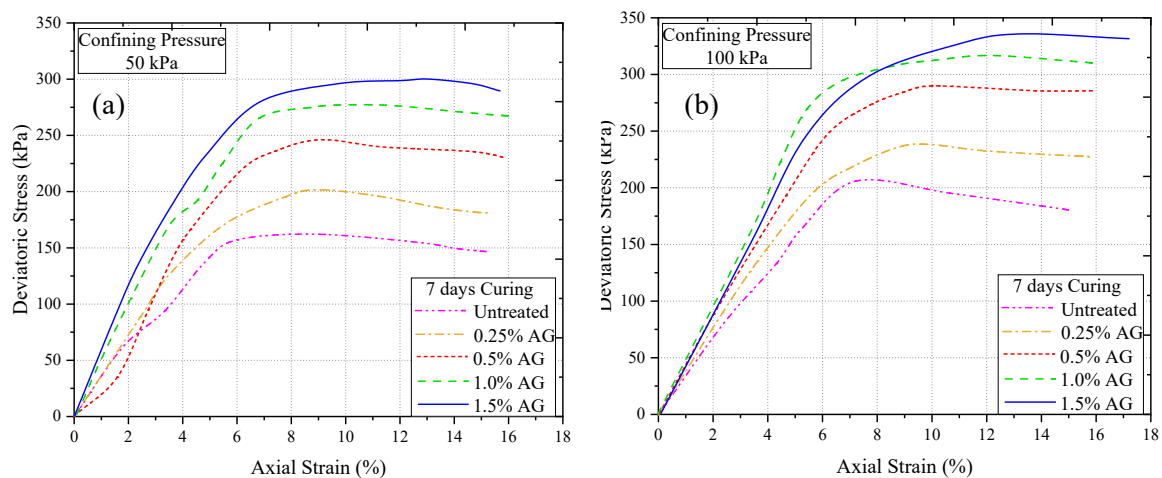 350
300
250
200
150
100
50
0
Deviatoric Stress (kPa)
Confining Pressure
50 kPa
(a)
7 days Curing
Untreated
0.25% AG
0.5% AG
1.0% AG
1.5% AG
0 2 4 6 8 10 12 14 16 18
Axial Strain (%)
350
300
250
200
150
100
50
0
Deviatoric Stress (kPa)
Confining Pressure
100 kPa
(b)
7 days Curing
Untreated
0.25% AG
0.5% AG
1.0% AG
1.5% AG
0 2 4 6 8 10 12 14 16 18
Axial Strain (%)